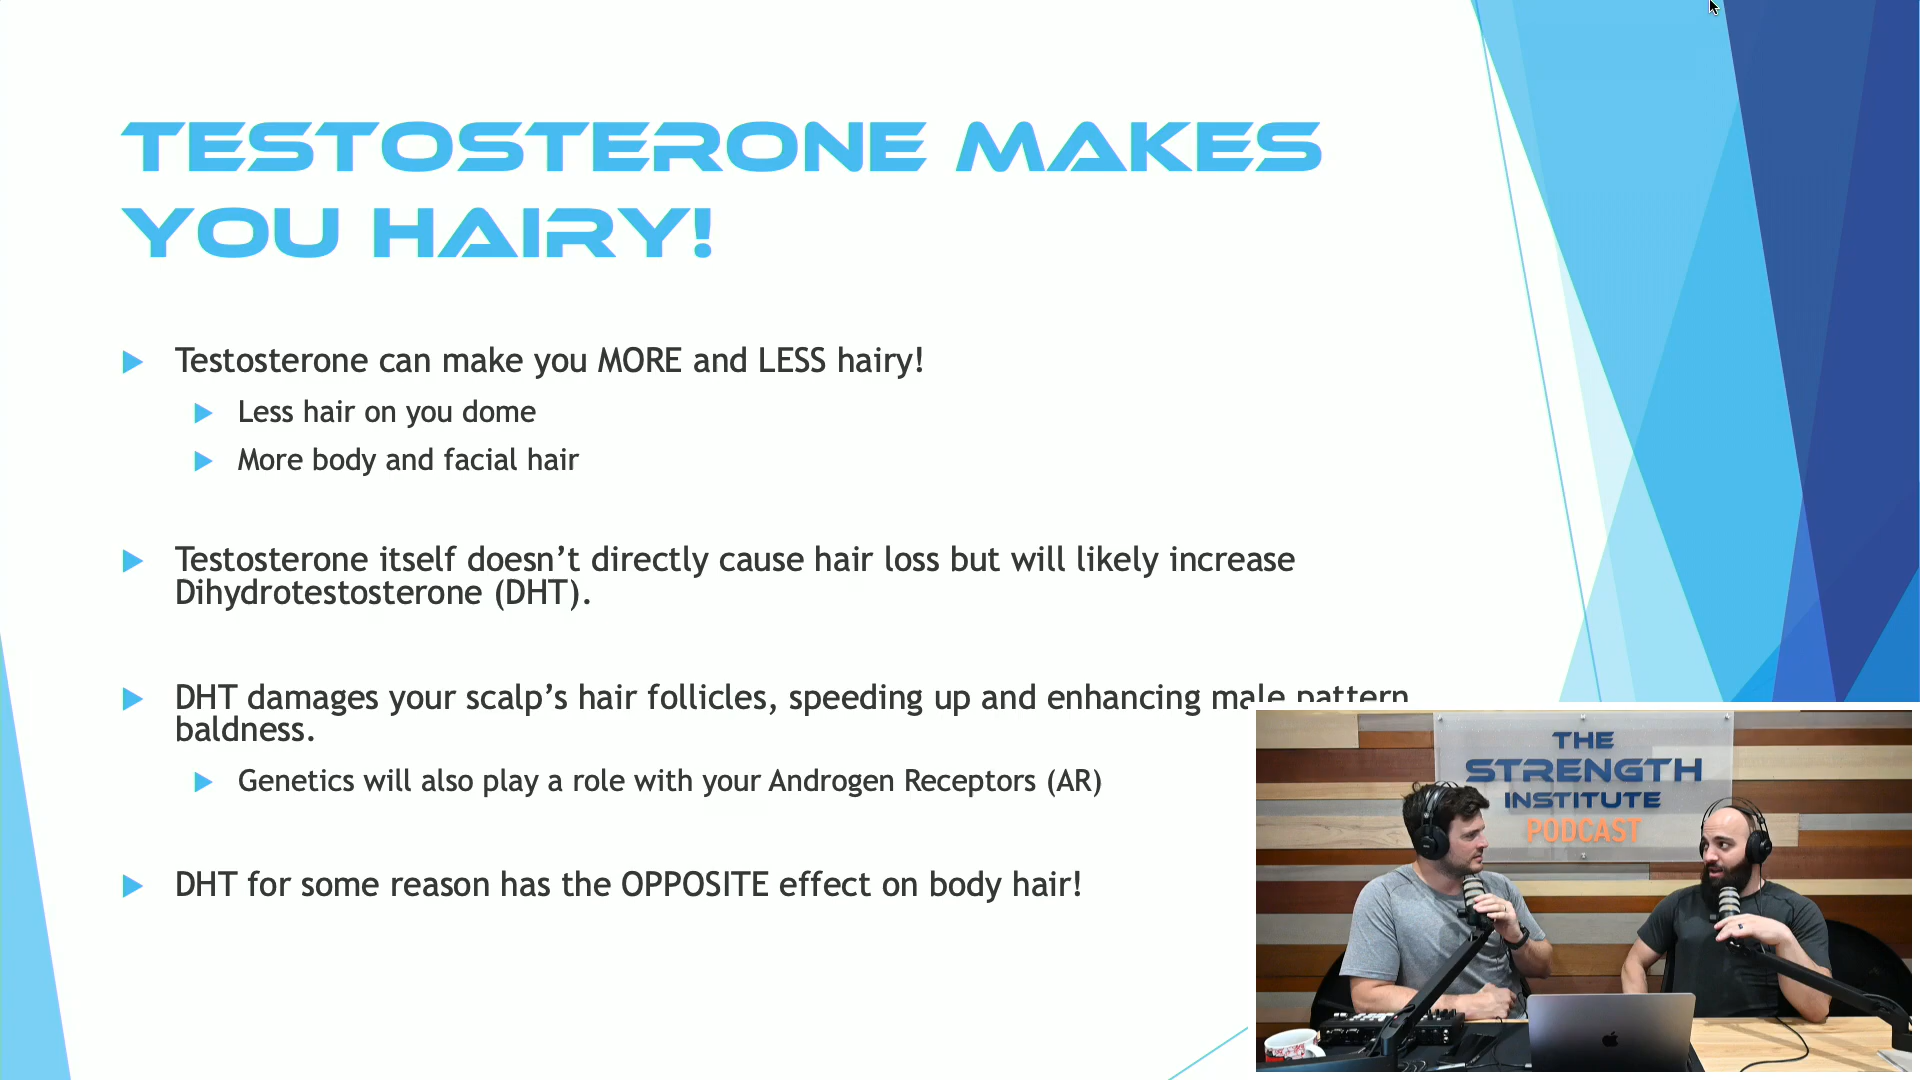 TESTOSTERONE MAKES
YOU HAIRY!
Testosterone can make you MORE and LESS hairy!
Less hair on you dome
More body and facial hair
Testosterone itself doesn’t directly cause hair loss but will likely increase
Dihydrotestosterone (DHT).
DHT damages your scalp’s hair follicles, speeding up and enhancing male pattern
baldness.
Genetics will also play a role with your Androgen Receptors (AR)
DHT for some reason has the OPPOSITE effect on body hair!
THE
STRENGTH
INSTITUTE
PODCAST